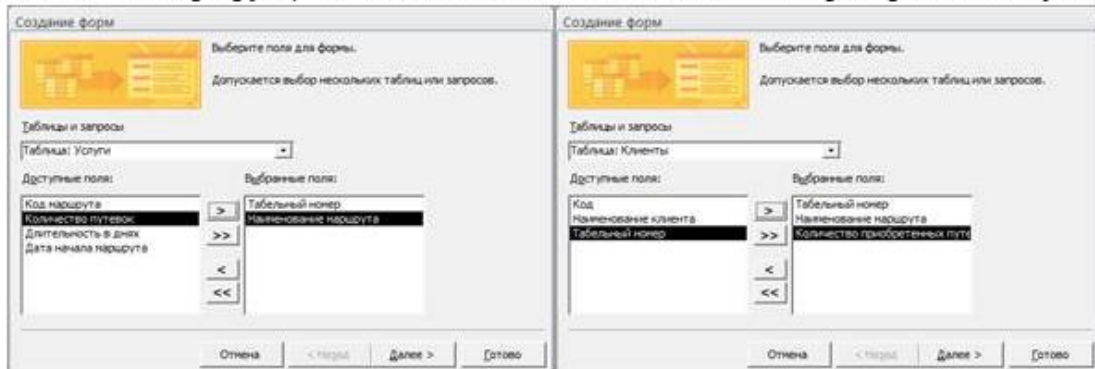 Создание форм
Выберите поля для формы.
Допускается выбор нескольких таблиц или запросов.
Таблицы и запросы
Таблица: Услуги
Доступные поля:
Выбранные поля:
Код маршрута
Количество путевок
Длительность в днях
Дата начала маршрута
>
>>
<
<<
Табельный номер
Наименование маршрута
Отмена
< Назад
Далее >
Готово
Создание форм
Выберите поля для формы.
Допускается выбор нескольких таблиц или запросов.
Таблицы и запросы
Таблица: Клиенты
Доступные поля:
Выбранные поля:
Код
Наименование клиента
Табельный номер
>
>>
<
<<
Табельный номер
Наименование маршрута
Количество приобретенных путе
Отмена
< Назад
Далее >
Готово